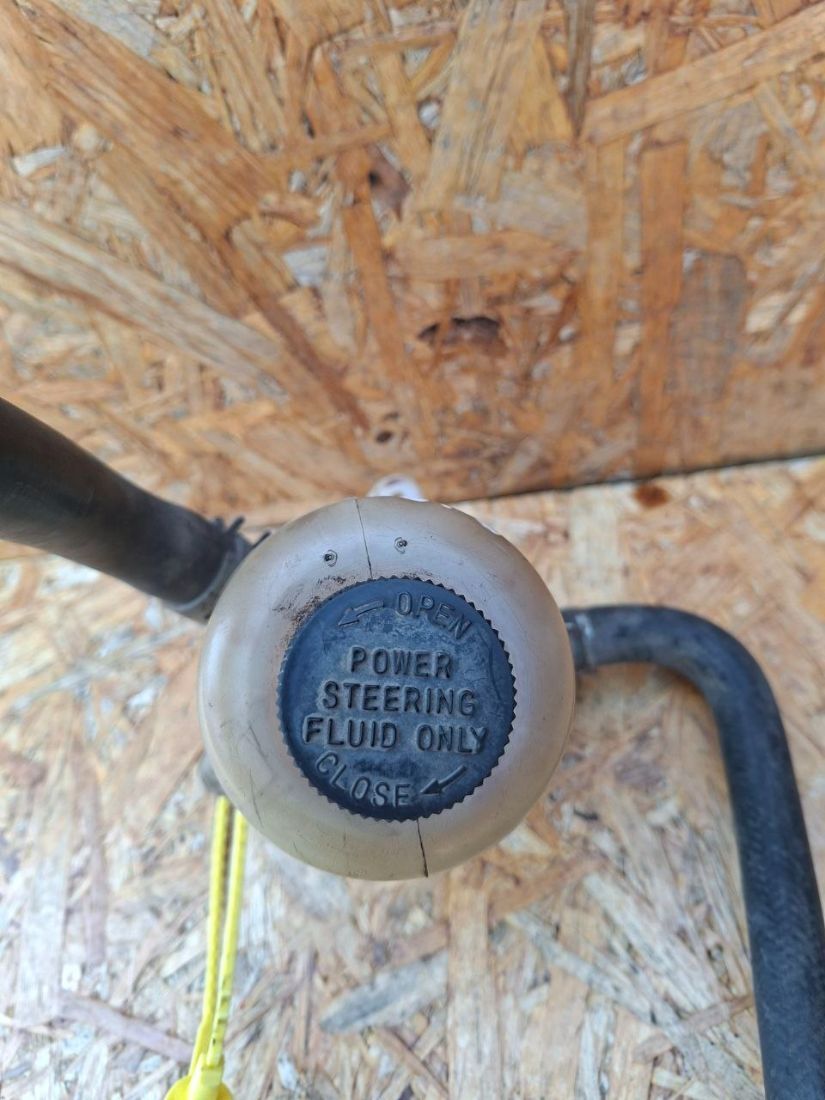 OPEN
POWER
STEERING
FLUID ONLY
CLOSE